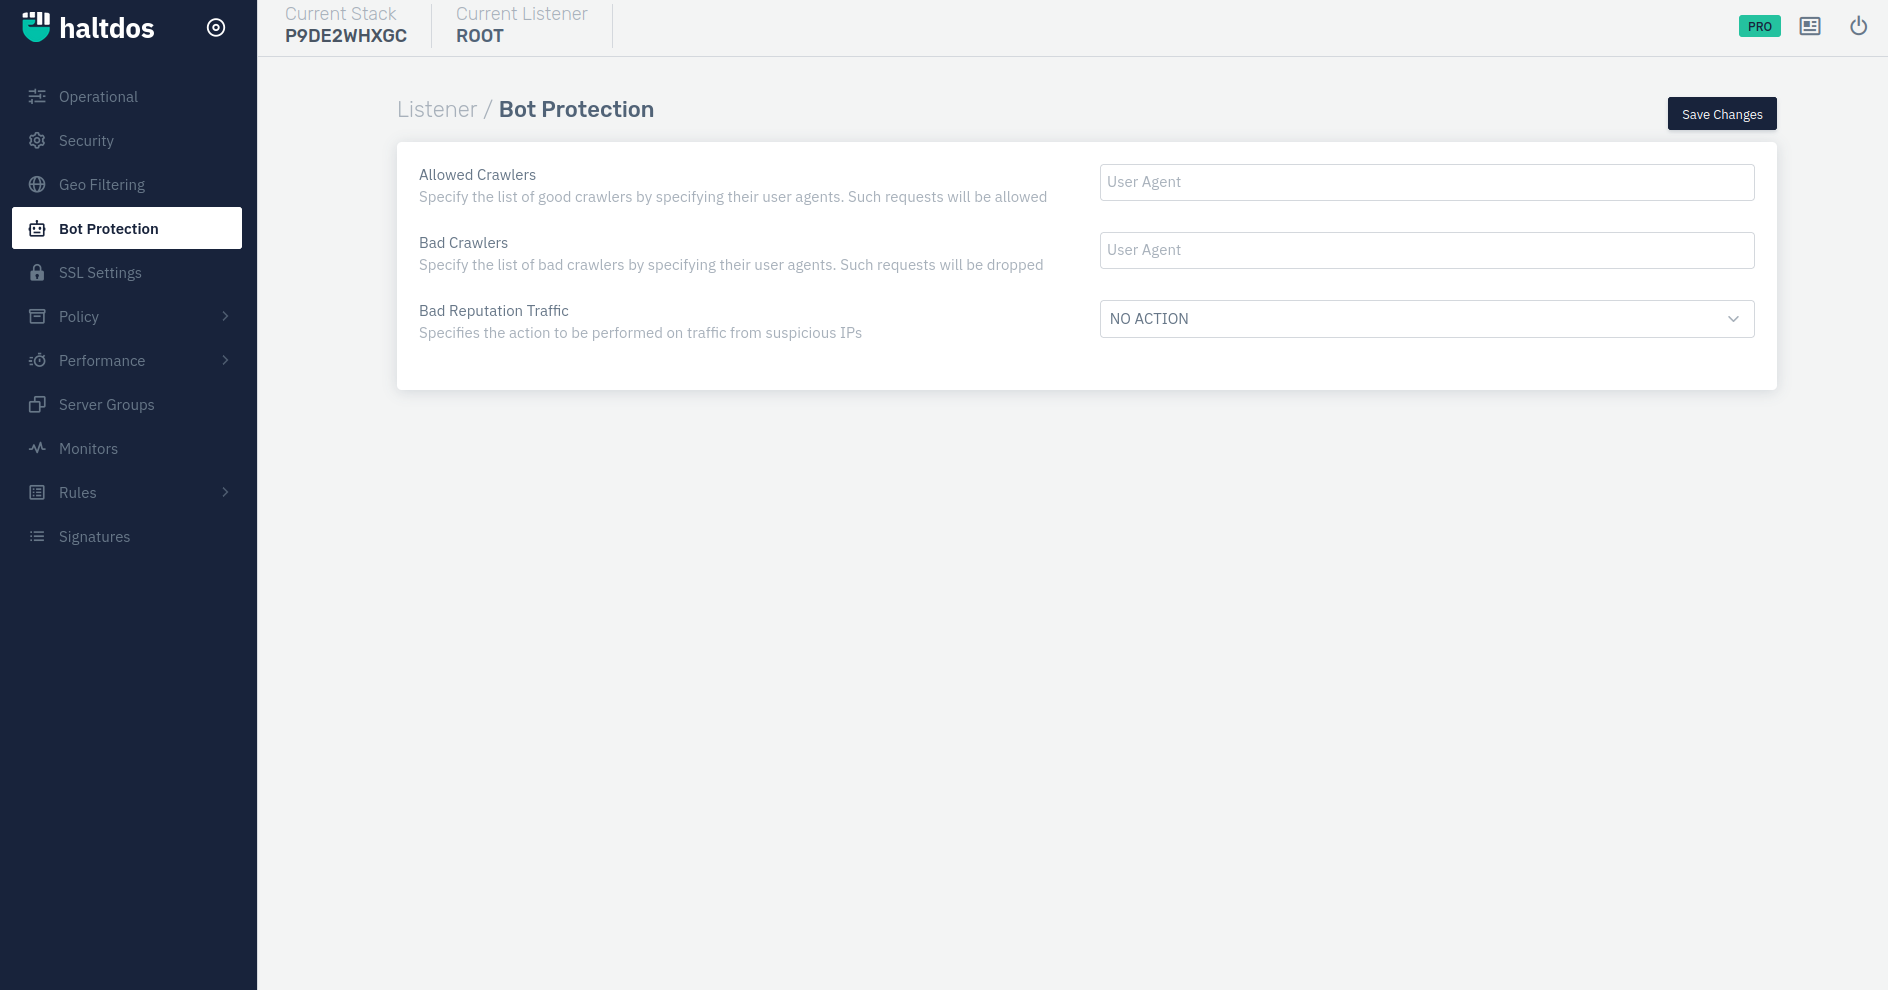 haltdos
Operational
Security
Geo Filtering
Bot Protection
SSL Settings
Policy
Performance
Server Groups
Monitors
Rules
Signatures
Current Stack
P9DE2WHXGC
Current Listener
ROOT
PRO
Listener / Bot Protection
Save Changes
Allowed Crawlers
Specify the list of good crawlers by specifying their user agents. Such requests will be allowed
User Agent
Bad Crawlers
Specify the list of bad crawlers by specifying their user agents. Such requests will be dropped
User Agent
Bad Reputation Traffic
Specifies the action to be performed on traffic from suspicious IPs
NO ACTION